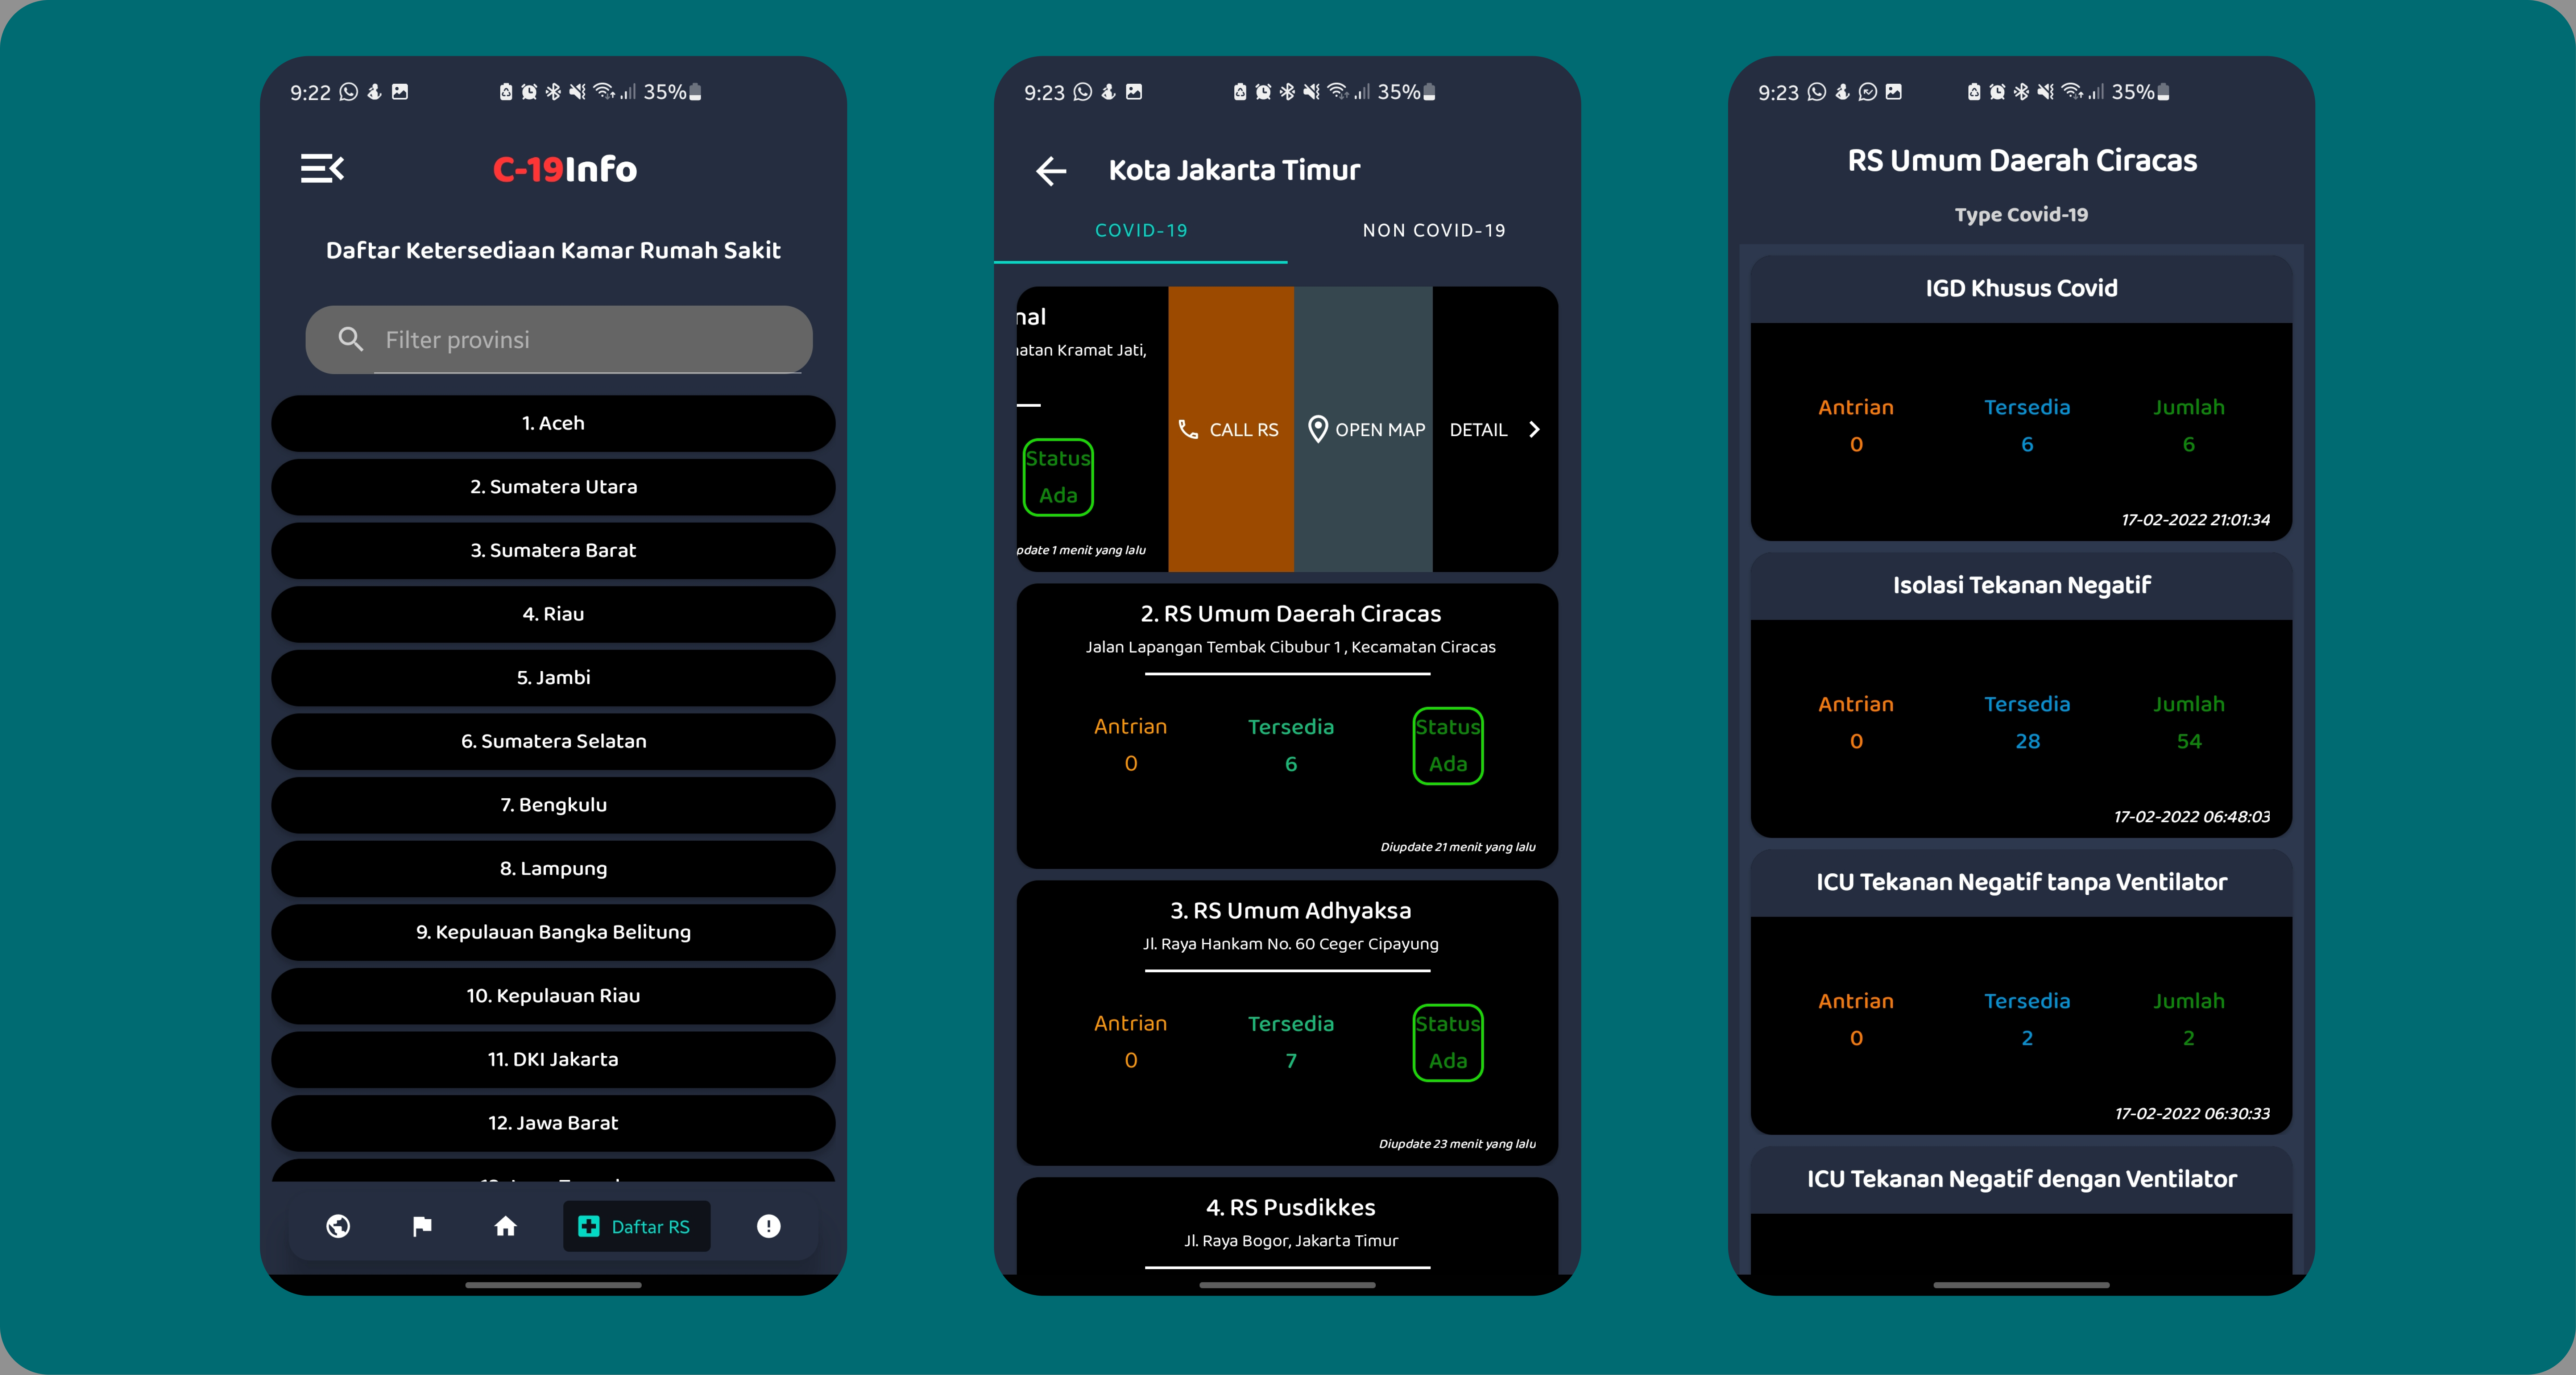 9:22
35%
C-19Info
Daftar Ketersediaan Kamar Rumah Sakit
Filter provinsi
1. Aceh
2. Sumatera Utara
3. Sumatera Barat
4. Riau
5. Jambi
6. Sumatera Selatan
7. Bengkulu
8. Lampung
9. Kepulauan Bangka Belitung
10. Kepulauan Riau
11. DKI Jakarta
12. Jawa Barat
Daftar RS
9:23
35%
Kota Jakarta Timur
COVID-19 NON COVID-19
nal
Kramat Jati,
CALL RS OPEN MAP DETAIL
Status
Ada
1 menit yang lalu
2. RS Umum Daerah Ciracas
Jalan Lapangan Tembak Cibubur 1 , Kecamatan Ciracas
Antrian Tersedia Status
0 6 Ada
Diupdate 21 menit yang lalu
3. RS Umum Adhyaksa
Jl. Raya Hankam No. 60 Ceger Cipayung
Antrian Tersedia Status
0 7 Ada
Diupdate 23 menit yang lalu
4. RS Pusdikkes
Jl. Raya Bogor, Jakarta Timur
9:23
35%
RS Umum Daerah Ciracas
Type Covid-19
IGD Khusus Covid
Antrian Tersedia Jumlah
0 6 6
17-02-2022 21:01:34
Isolasi Tekanan Negatif
Antrian Tersedia Jumlah
0 28 54
17-02-2022 06:48:03
ICU Tekanan Negatif tanpa Ventilator
Antrian Tersedia Jumlah
0 2 2
17-02-2022 06:30:33
ICU Tekanan Negatif dengan Ventilator